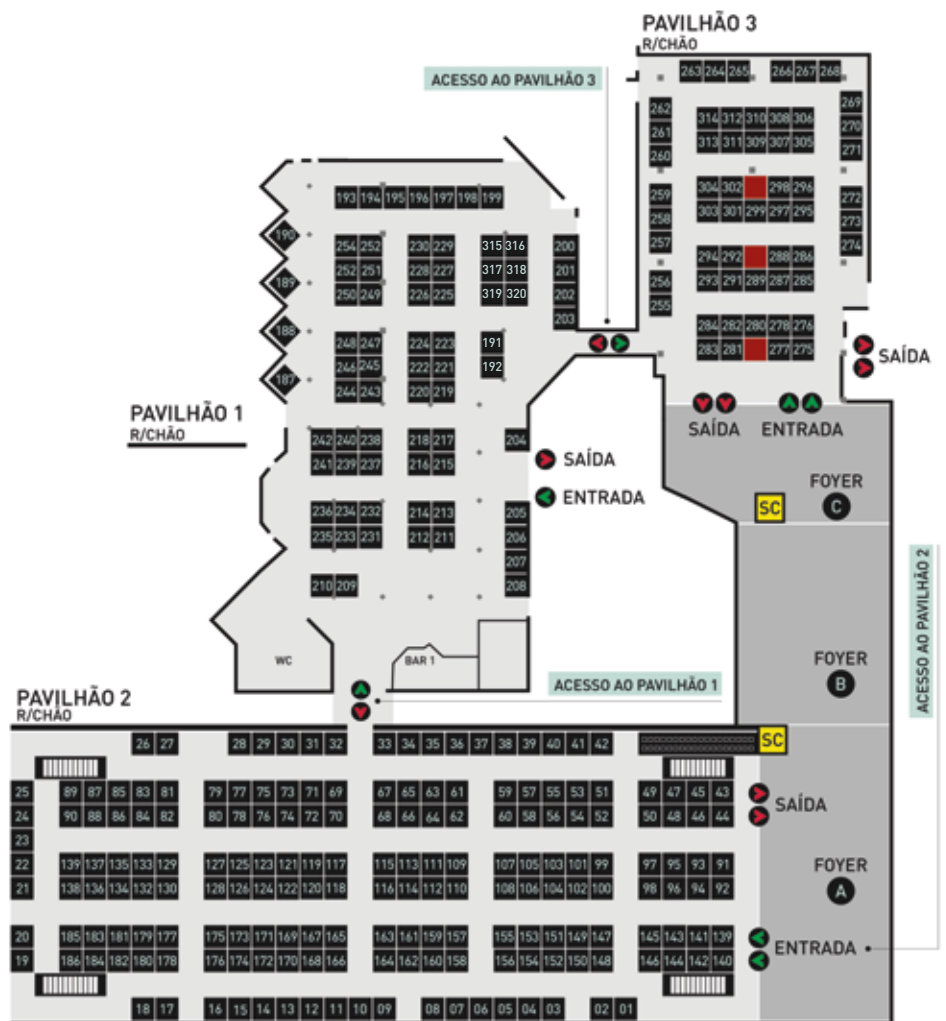 PAVILHÃO 3
R/CHÃO
ACESSO AO PAVILHÃO 3
263 264 265 266 267 268
262 269
261 270
260 271
314 312 310 308 306
313 311 309 307 305
304 302 298 296
303 301 299 297 295
259 272
258 273
257 274
294 292 288 286
293 291 289 287 285
256
255
284 282 280 278 276
283 281 277 275
SAÍDA
SAÍDA ENTRADA
193 194 195 196 197 198 199
190
189
188
187
254 252 230 229 315 316 200
252 251 228 227 317 318 201
250 249 226 225 319 320 202
203
248 247 224 223 191
246 245 222 221 192
244 243 220 219
PAVILHÃO 1
R/CHÃO
242 240 238 218 217 204
241 239 237 216 215
SAÍDA
ENTRADA
236 234 232 214 213 205
235 233 231 212 211 206
207
210 209 208
FOYER
C
SC
ACESSO AO PAVILHÃO 2
WC
BAR 1
FOYER
B
ACESSO AO PAVILHÃO 1
PAVILHÃO 2
R/CHÃO
SC
26 27 28 29 30 31 32 33 34 35 36 37 38 39 40 41 42
25 89 87 85 83 81 79 77 75 73 71 69 67 65 63 61 59 57 55 53 51 49 47 45 43
SAÍDA
24 90 88 86 84 82 80 78 76 74 72 70 68 66 64 62 60 58 56 54 52 50 48 46 44
23
22 139 137 135 133 129 127 125 123 121 119 117 115 113 111 109 107 105 103 101 99 97 95 93 91
21 138 136 134 132 130 128 126 124 122 120 118 116 114 112 110 108 106 104 102 100 98 96 94 92
FOYER
A
20 185 183 181 179 177 175 173 171 169 167 165 163 161 159 157 155 153 151 149 147 145 143 141 139
ENTRADA
19 186 184 182 180 178 176 174 172 170 168 166 164 162 160 158 156 154 152 150 148 146 144 142 140
18 17 16 15 14 13 12 11 10 09 08 07 06 05 04 03 02 01